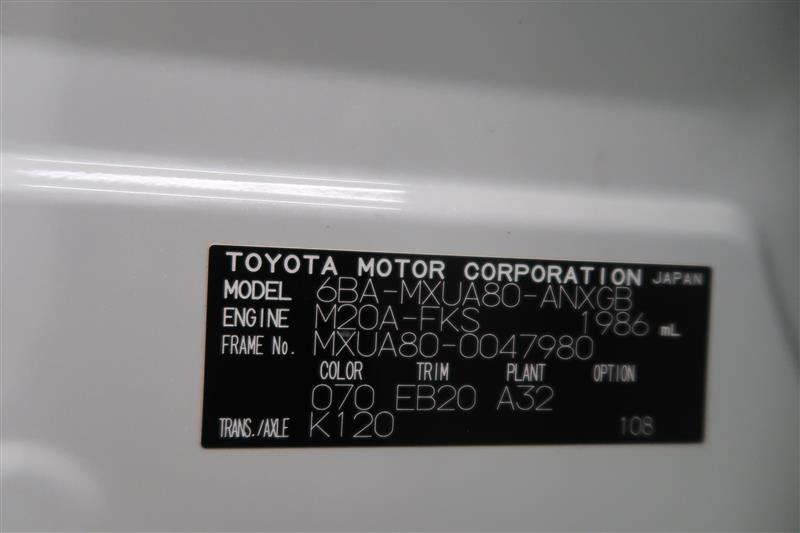 TOYOTA MOTOR CORPORATION JAPAN
MODEL 6BA-MXUA80-ANXGB
ENGINE M20A-FKS 1986 mL
FRAME No. MXUA80-0047980
COLOR TRIM PLANT OPTION
070 EB20 A32
TRANS./AXLE K120 108